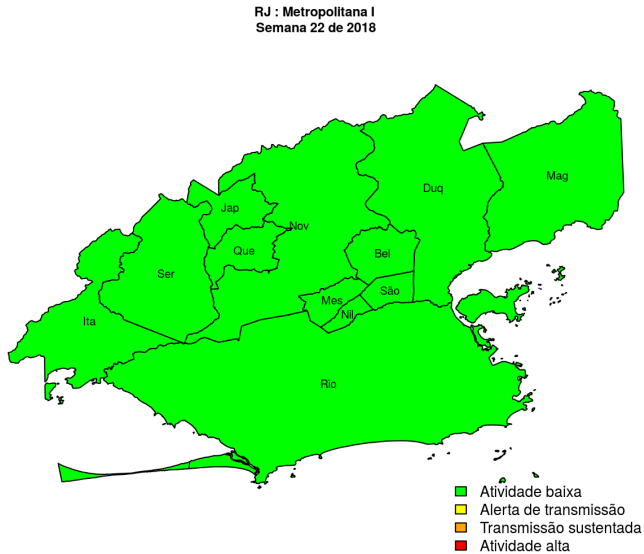 RJ : Metropolitana I
Semana 22 de 2018
Mag
Duq
Jap
Nov
Que
Bel
Ser
São
Mes
Nil
Ita
Rio
Atividade baixa
Alerta de transmissão
Transmissão sustentada
Atividade alta